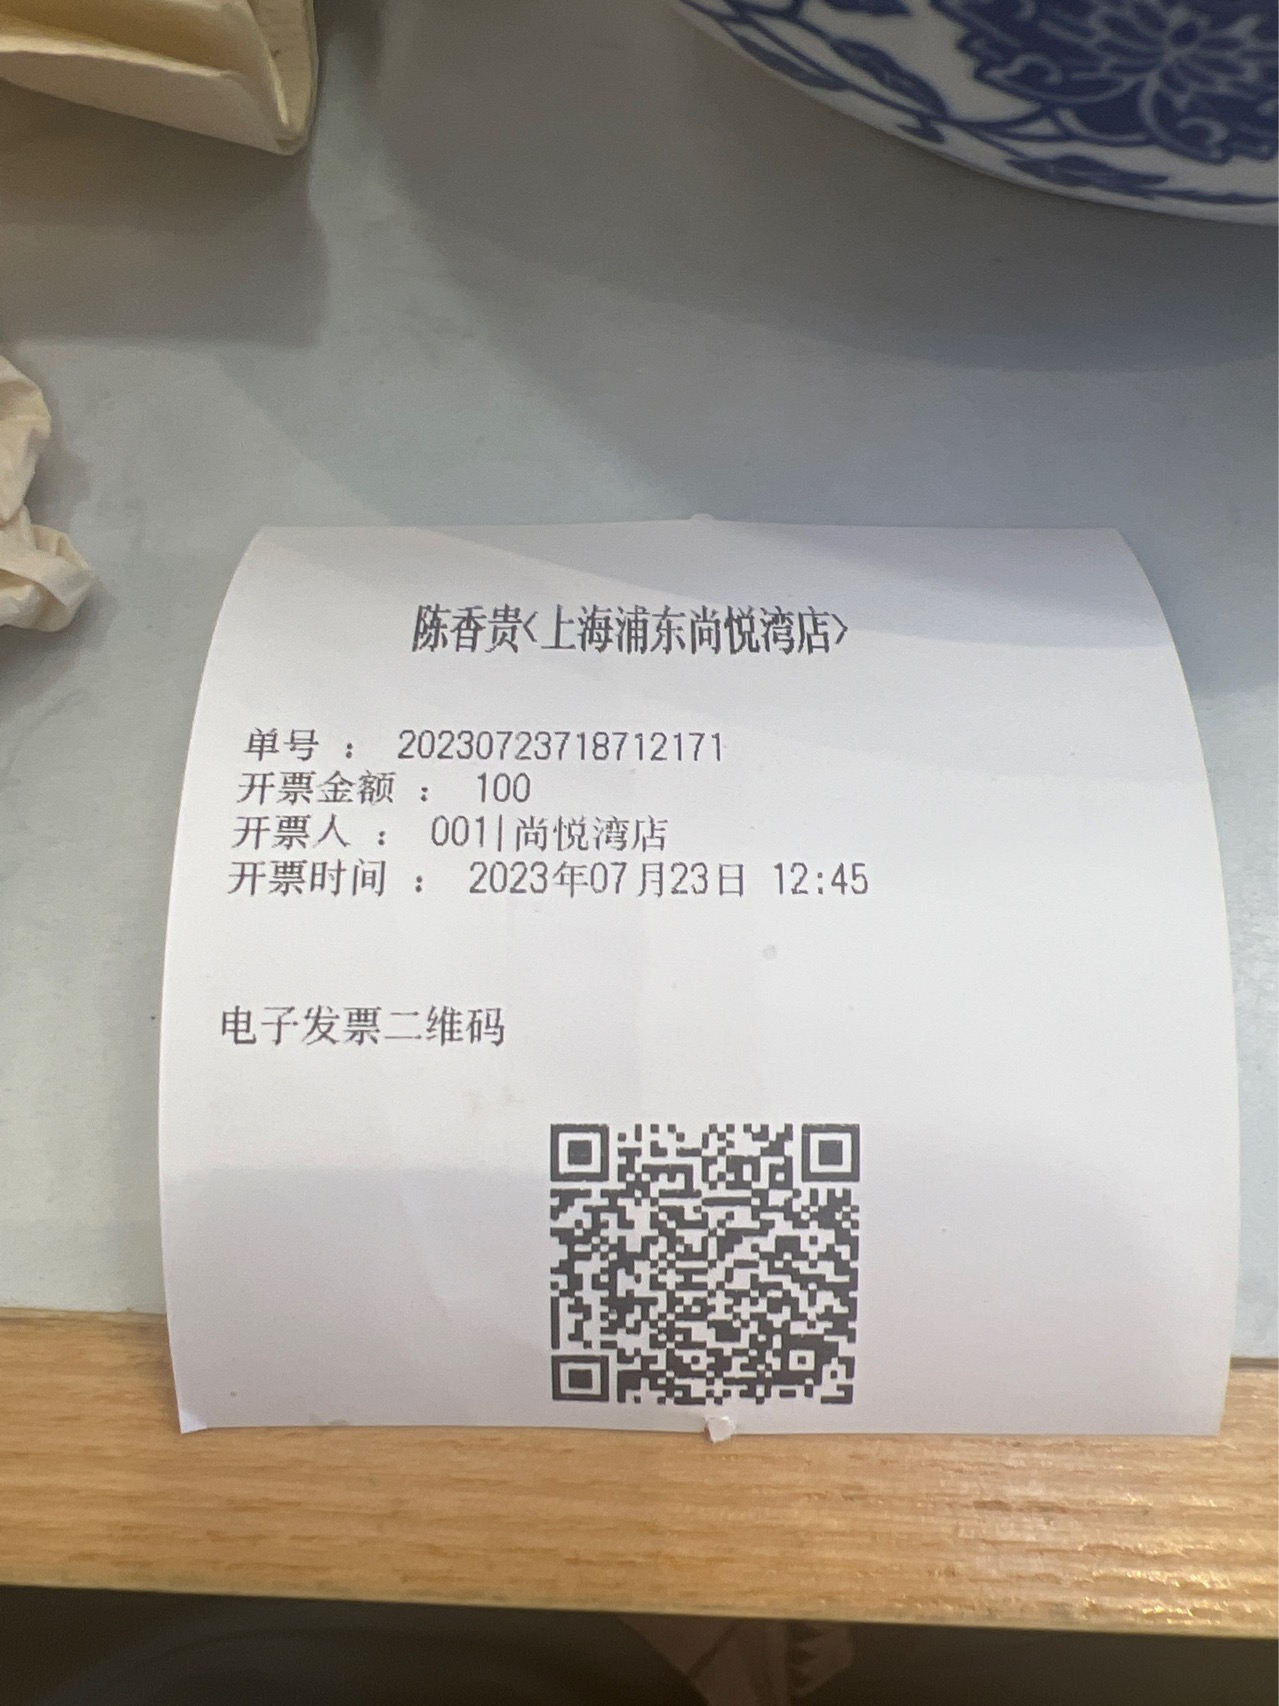 陈香贵<上海浦东尚悦湾店>
单号 ： 20230723718712171
开票金额 ： 100
开票人 ： 001|尚悦湾店
开票时间 ： 2023年07月23日 12:45
电子发票二维码